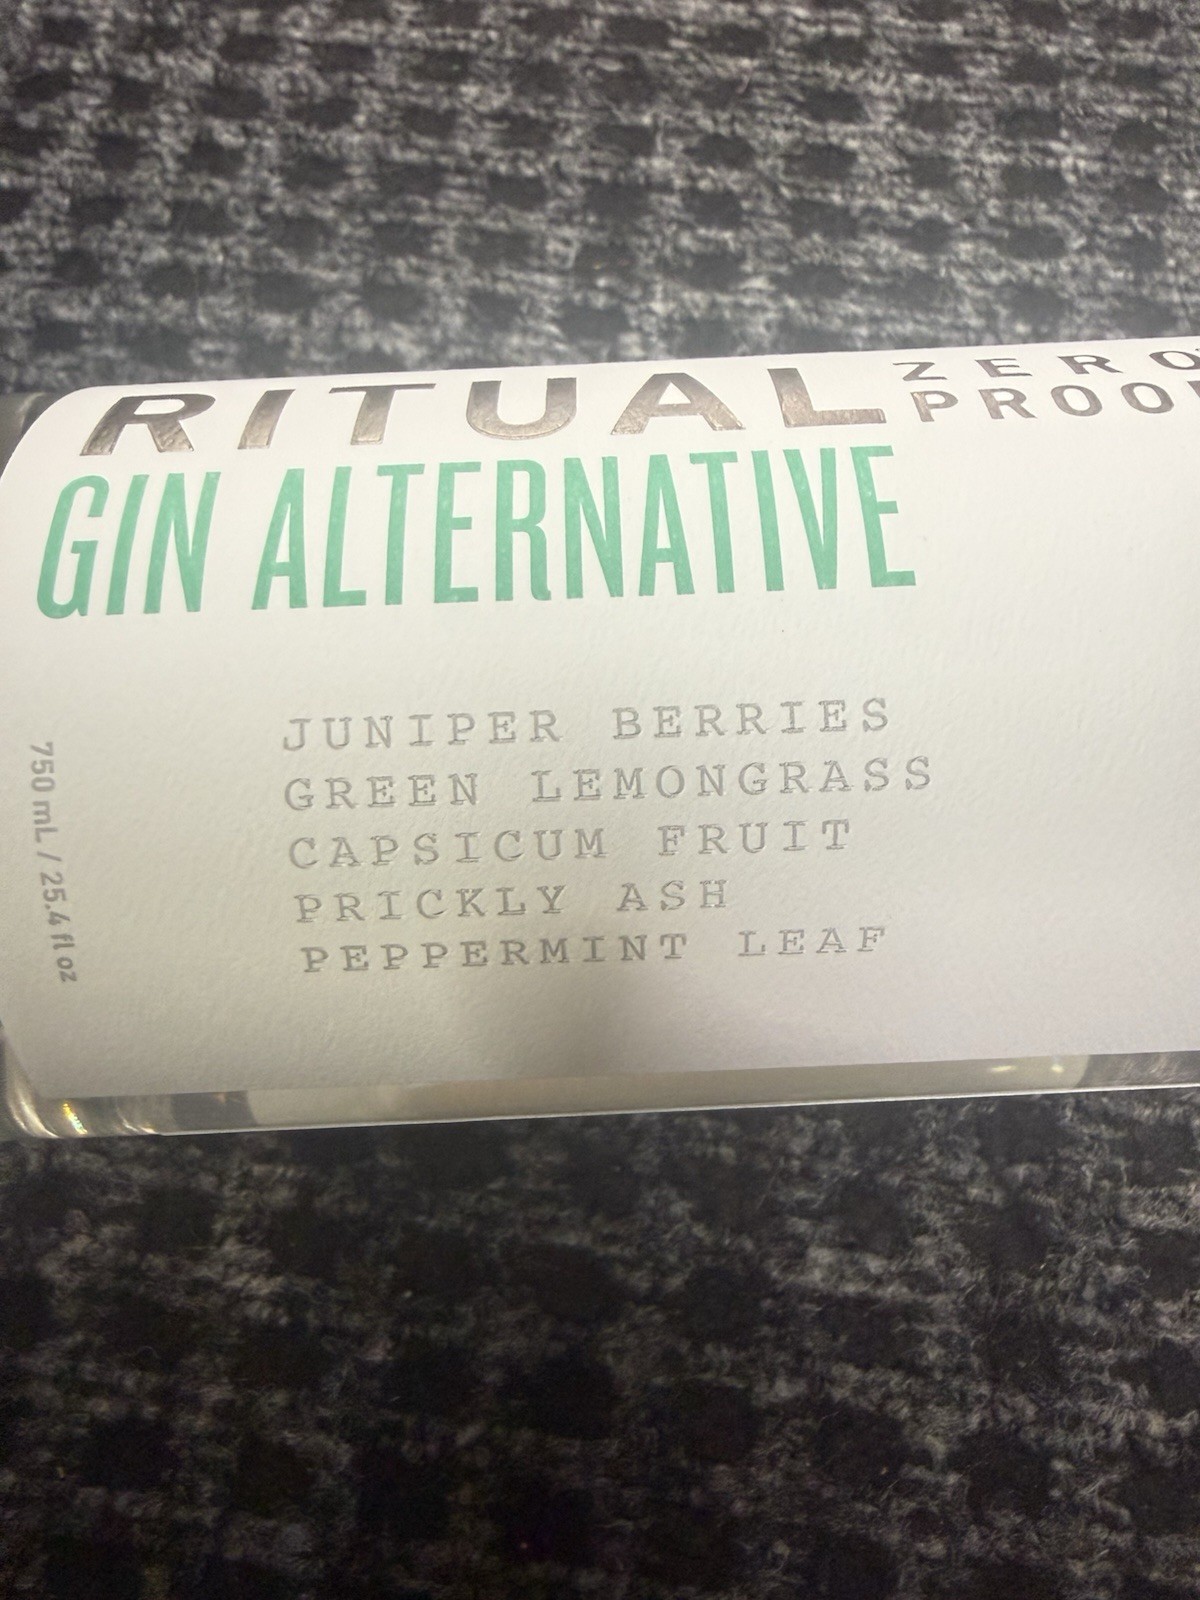 RITUAL ZERO
PROOF
GIN ALTERNATIVE
JUNIPER BERRIES
GREEN LEMONGRASS
CAPSICUM FRUIT
PRICKLY ASH
PEPPERMINT LEAF
750 mL / 25.4 fl oz